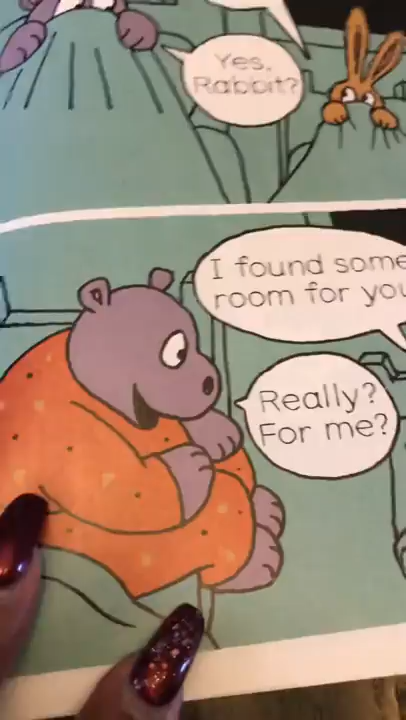 Yes,
Rabbit?
I found some
room for you
Really?
For me?